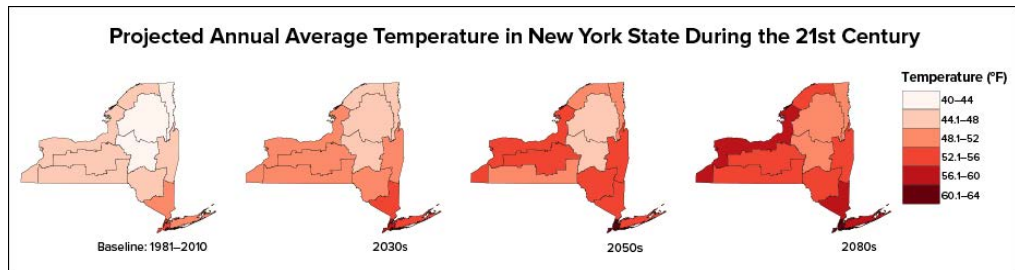 Projected Annual Average Temperature in New York State During the 21st Century
Temperature (°F)
40–44
44.1–48
48.1–52
52.1–56
56.1–60
60.1–64
Baseline: 1981–2010
2030s
2050s
2080s